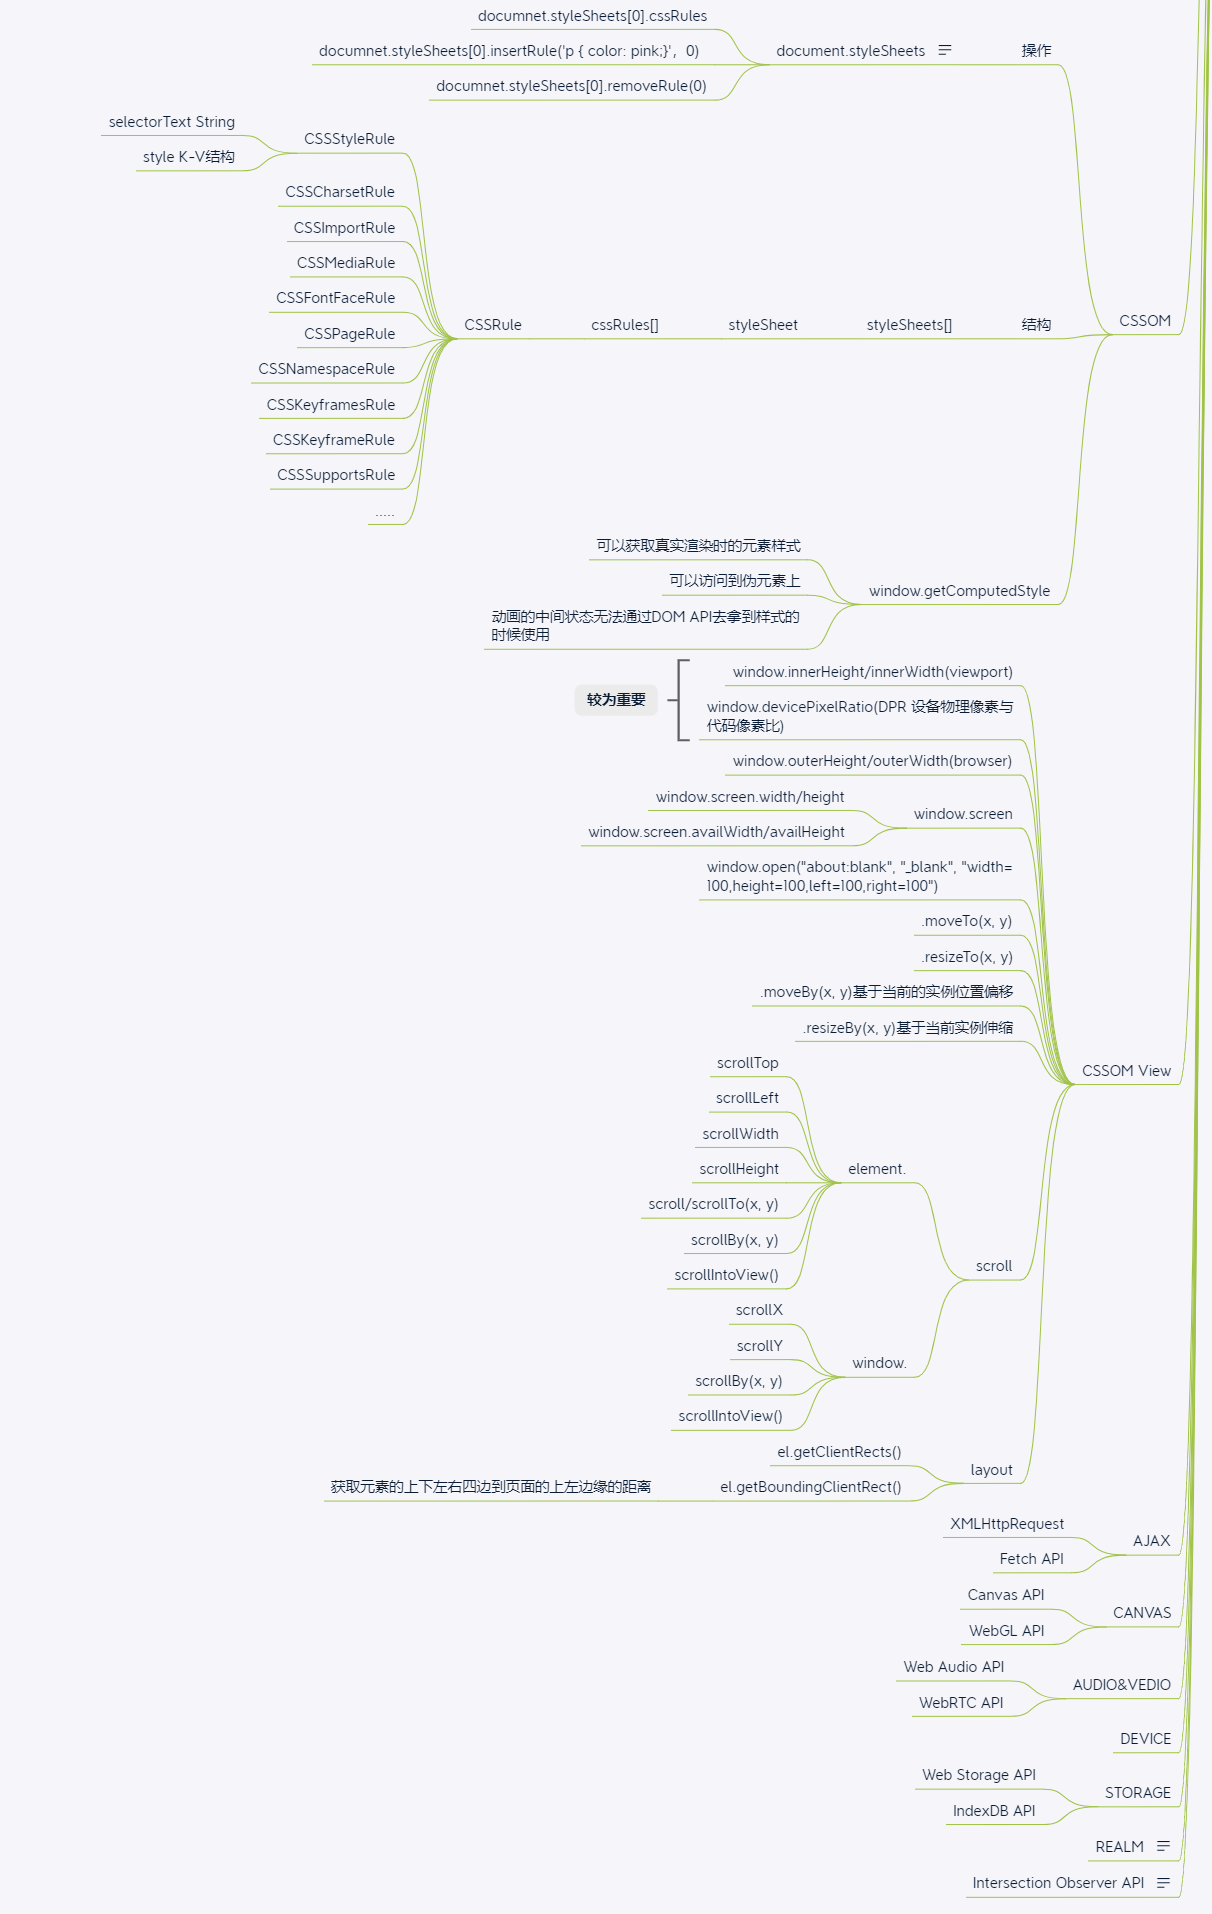 documnet.styleSheets[0].cssRules
documnet.styleSheets[0].insertRule('p { color: pink;}', 0)
document.styleSheets
操作
documnet.styleSheets[0].removeRule(0)
selectorText String
CSSStyleRule
style K-V结构
CSSCharsetRule
CSSImportRule
CSSMediaRule
CSSFontFaceRule
CSSRule
cssRules[]
styleSheet
styleSheets[]
结构
CSSOM
CSSPageRule
CSSNamespaceRule
CSSKeyframesRule
CSSKeyframeRule
CSSSupportsRule
.....
可以获取真实渲染时的元素样式
可以访问到伪元素上
window.getComputedStyle
动画的中间状态无法通过DOM API去拿到样式的
时候使用
window.innerHeight/innerWidth(viewport)
较为重要
window.devicePixelRatio(DPR 设备物理像素与
代码像素比)
window.outerHeight/outerWidth(browser)
window.screen.width/height
window.screen
window.screen.availWidth/availHeight
window.open("about:blank", "_blank", "width=
100,height=100,left=100,right=100")
.moveTo(x, y)
.resizeTo(x, y)
.moveBy(x, y)基于当前的实例位置偏移
.resizeBy(x, y)基于当前实例伸缩
CSSOM View
scrollTop
scrollLeft
scrollWidth
scrollHeight
element.
scroll/scrollTo(x, y)
scrollBy(x, y)
scrollIntoView()
scroll
scrollX
scrollY
window.
scrollBy(x, y)
scrollIntoView()
el.getClientRects()
layout
获取元素的上下左右四边到页面的上左边缘的距离
el.getBoundingClientRect()
XMLHttpRequest
AJAX
Fetch API
Canvas API
CANVAS
WebGL API
Web Audio API
AUDIO&VEDIO
WebRTC API
DEVICE
Web Storage API
STORAGE
IndexDB API
REALM
Intersection Observer API